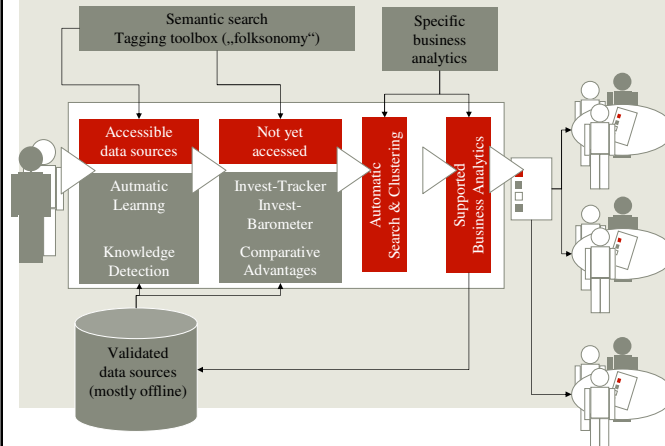 Semantic search
Tagging toolbox („folksonomy“)
Specific
business
analytics
Accessible
data sources
Not yet
accessed
Autmatic
Learnng
Knowledge
Detection
Invest-Tracker
Invest-
Barometer
Comparative
Advantages
Automatic
Search & Clustering
Supported
Business Analytics
Validated
data sources
(mostly offline)